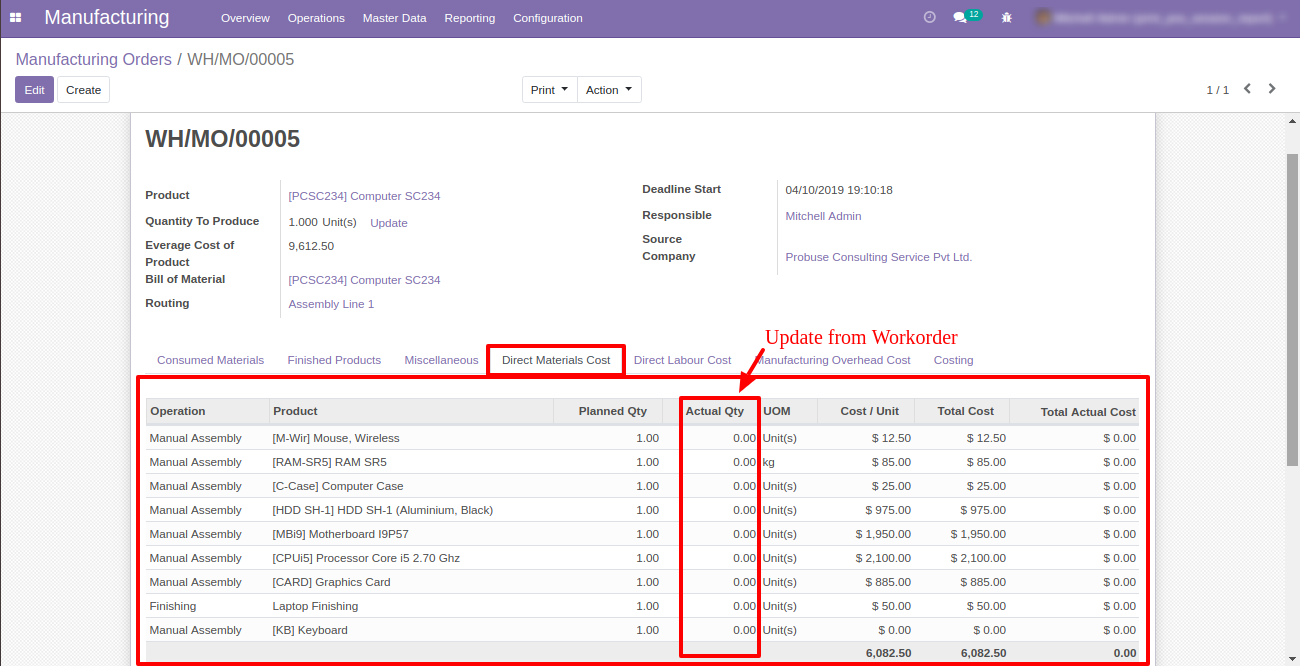 Manufacturing Overview Operations Master Data Reporting Configuration 12
Manufacturing Orders / WH/MO/00005
Edit Create Print Action 1 / 1
WH/MO/00005
Product [PCSC234] Computer SC234
Quantity To Produce 1.000 Unit(s) Update
Everage Cost of Product 9,612.50
Bill of Material [PCSC234] Computer SC234
Routing Assembly Line 1
Deadline Start 04/10/2019 19:10:18
Responsible Mitchell Admin
Source
Company Probuse Consulting Service Pvt Ltd.
Update from Workorder
Consumed Materials Finished Products Miscellaneous Direct Materials Cost Direct Labour Cost Manufacturing Overhead Cost Costing
Operation Product Planned Qty Actual Qty UOM Cost / Unit Total Cost Total Actual Cost
Manual Assembly [M-Wir] Mouse, Wireless 1.00 0.00 Unit(s) $ 12.50 $ 12.50 $ 0.00
Manual Assembly [RAM-SR5] RAM SR5 1.00 0.00 kg $ 85.00 $ 85.00 $ 0.00
Manual Assembly [C-Case] Computer Case 1.00 0.00 Unit(s) $ 25.00 $ 25.00 $ 0.00
Manual Assembly [HDD SH-1] HDD SH-1 (Aluminium, Black) 1.00 0.00 Unit(s) $ 975.00 $ 975.00 $ 0.00
Manual Assembly [MBi9] Motherboard I9P57 1.00 0.00 Unit(s) $ 1,950.00 $ 1,950.00 $ 0.00
Manual Assembly [CPUi5] Processor Core i5 2.70 Ghz 1.00 0.00 Unit(s) $ 2,100.00 $ 2,100.00 $ 0.00
Manual Assembly [CARD] Graphics Card 1.00 0.00 Unit(s) $ 885.00 $ 885.00 $ 0.00
Finishing Laptop Finishing 1.00 0.00 Unit(s) $ 50.00 $ 50.00 $ 0.00
Manual Assembly [KB] Keyboard 1.00 0.00 Unit(s) $ 0.00 $ 0.00 $ 0.00
6,082.50 6,082.50 0.00